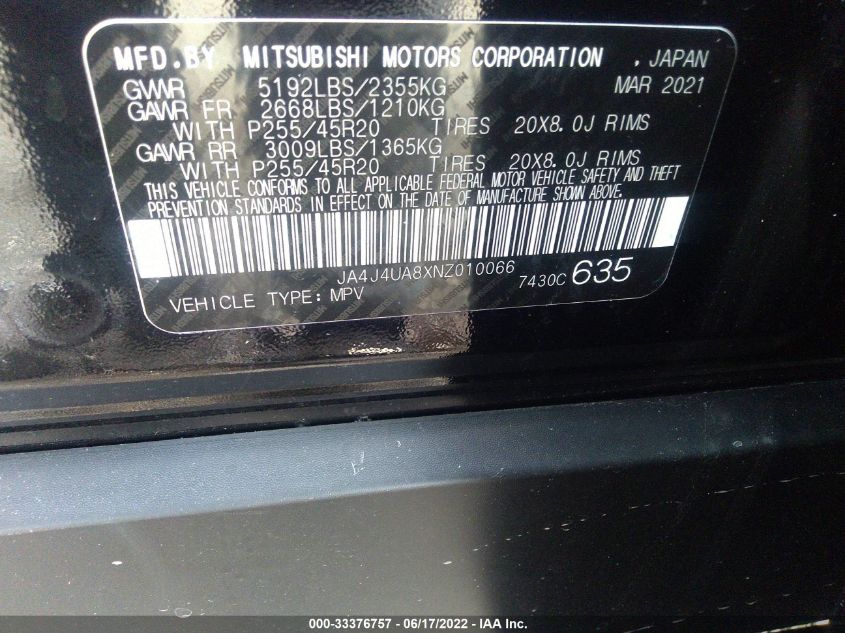 MFD.BY MITSUBISHI MOTORS CORPORATION , JAPAN
GVWR 5192LBS/2355KG MAR 2021
GAWR FR 2668LBS/1210KG
WITH P255/45R20 TIRES 20X8.0J RIMS
GAWR RR 3009LBS/1365KG
WITH P255/45R20 TIRES 20X8.0J RIMS
THIS VEHICLE CONFORMS TO ALL APPLICABLE FEDERAL MOTOR VEHICLE SAFETY AND THEFT
PREVENTION STANDARDS IN EFFECT ON THE DATE OF MANUFACTURE SHOWN ABOVE.
JA4J4UA8XNZ010066
7430C 635
VEHICLE TYPE: MPV
000-33376757 - 06/17/2022 - IAA Inc.